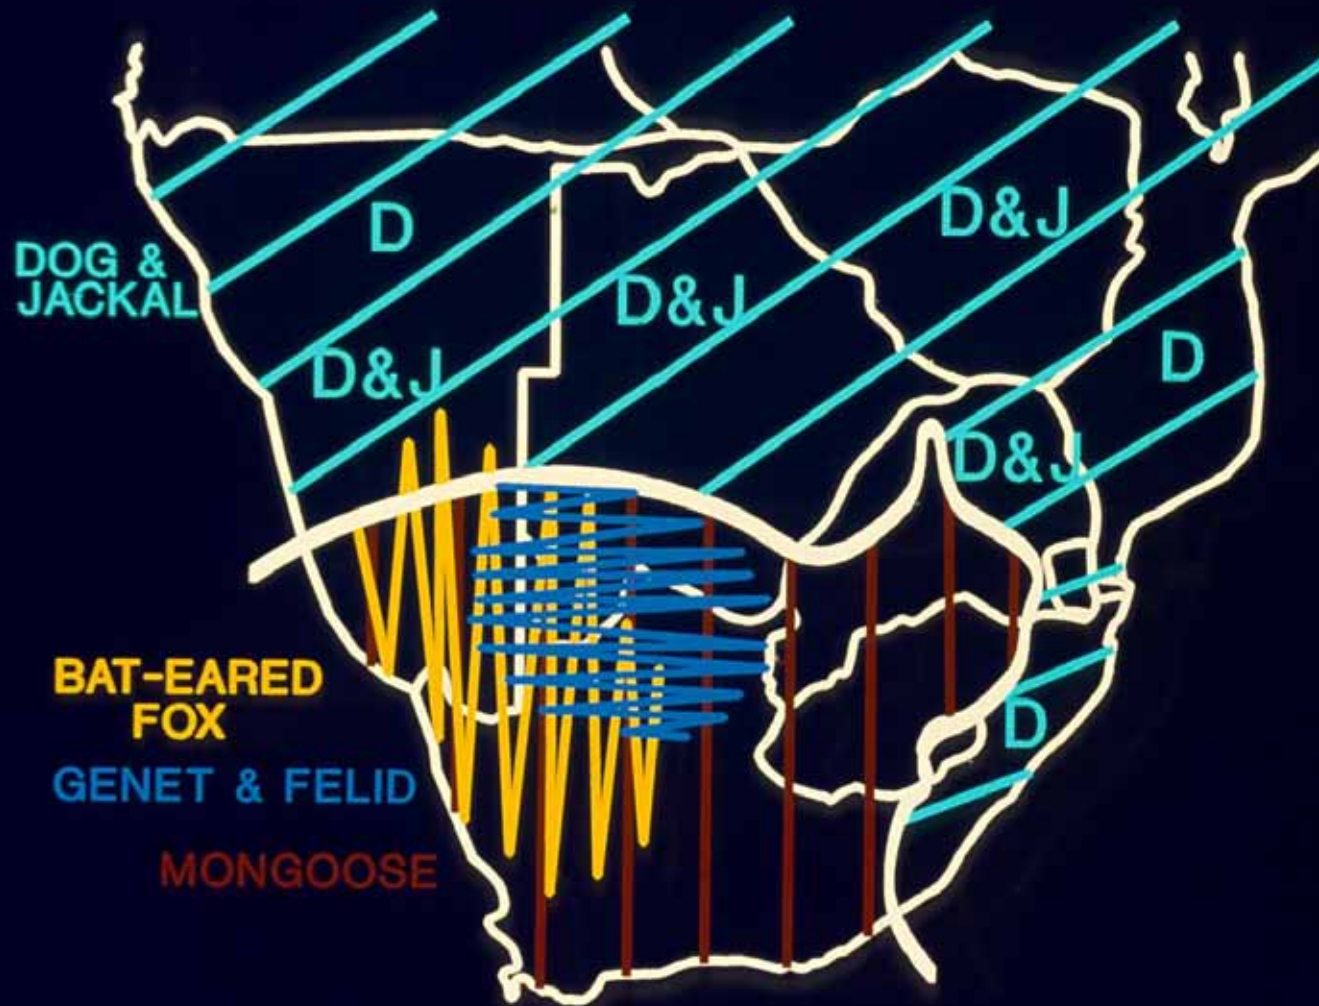 D
D&J
DOG &
JACKAL
D&J
D&J
D
D&J
BAT-EARED
FOX
D
GENET & FELID
MONGOOSE